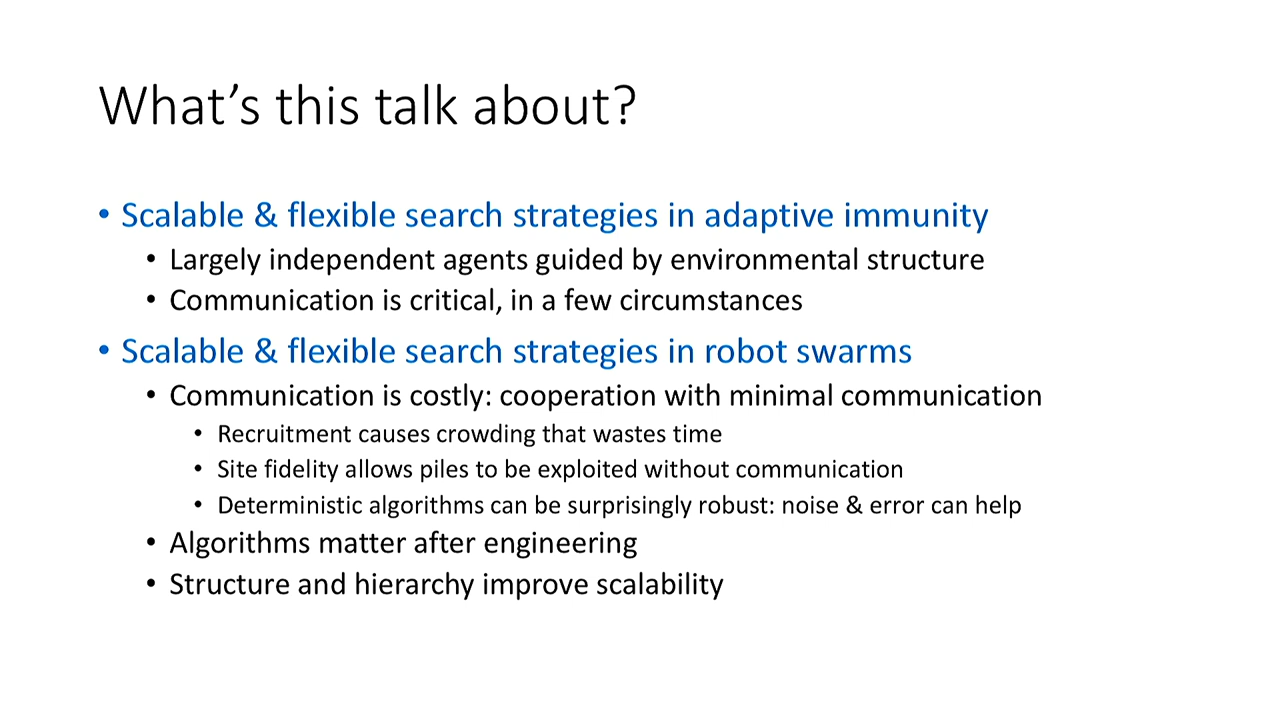 What's this talk about?
• Scalable & flexible search strategies in adaptive immunity
• Largely independent agents guided by environmental structure
• Communication is critical, in a few circumstances
• Scalable & flexible search strategies in robot swarms
• Communication is costly: cooperation with minimal communication
• Recruitment causes crowding that wastes time
• Site fidelity allows piles to be exploited without communication
• Deterministic algorithms can be surprisingly robust: noise & error can help
• Algorithms matter after engineering
• Structure and hierarchy improve scalability